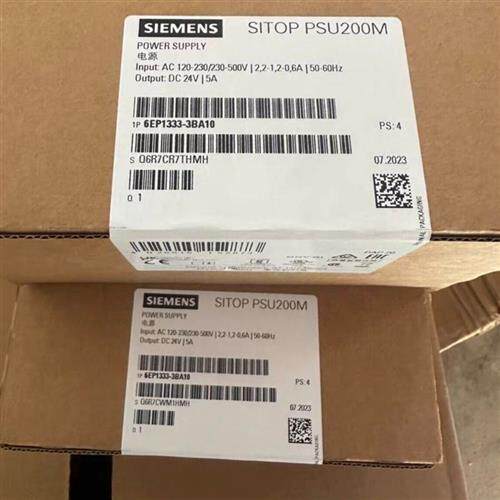 SIEMENS SITOP PSU200M
POWER SUPPLY
电源
Input: AC 120-230/230-500V | 2,2-1,2-0,6A | 50-60Hz
Output: DC 24V | 5A
1P 6EP1333-3BA10
PS: 4
S Q6R7CR7THMH
07.2023
Q 1
PACKAGING
SIEMENS SITOP PSU200M
POWER SUPPLY
电源
Input: AC 120-230/230-500V | 2,2-1,2-0,6A | 50-60Hz
Output: DC 24V | 5A
1P 6EP1333-3BA10
PS: 4
S Q6R7CWM1HMH
07.2023
Q 1
PACKAGING